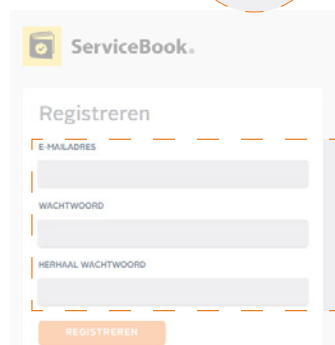 ServiceBook.
Registreren
E-MAILADRES
WACHTWOORD
HERHAAL WACHTWOORD
REGISTREREN